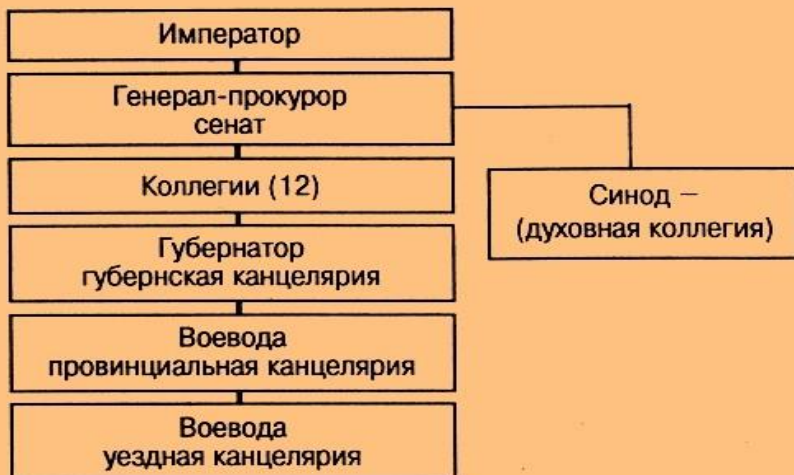 Император
Генерал-прокурор
сенат
Коллегии (12)
Синод —
(духовная коллегия)
Губернатор
губернская канцелярия
Воевода
провинциальная канцелярия
Воевода
уездная канцелярия